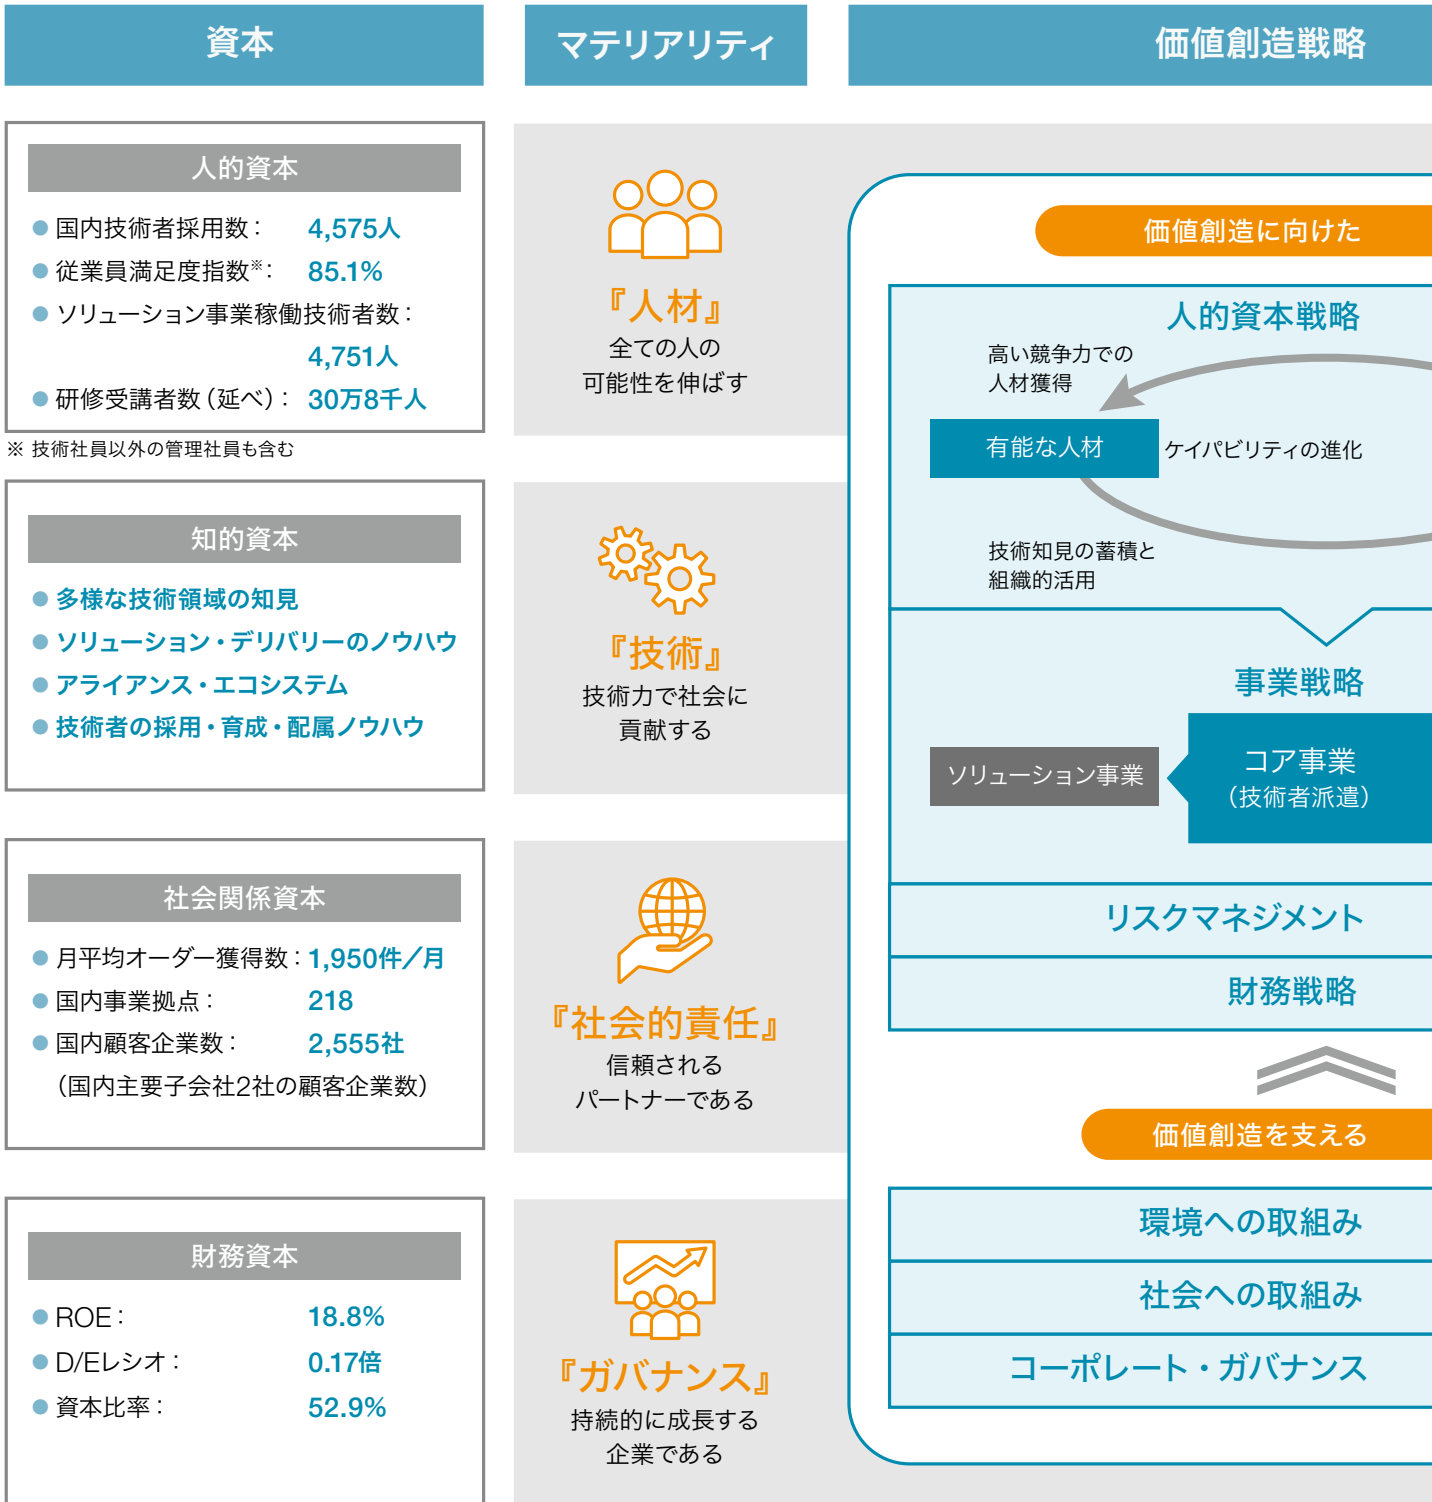 資本
人的資本
国内技術者採用数： 4,575人
従業員満足度指数※： 85.1%
ソリューション事業稼働技術者数：
4,751人
研修受講者数（延べ）： 30万8千人
※ 技術社員以外の管理社員も含む
知的資本
多様な技術領域の知見
ソリューション・デリバリーのノウハウ
アライアンス・エコシステム
技術者の採用・育成・配属ノウハウ
社会関係資本
月平均オーダー獲得数： 1,950件／月
国内事業拠点： 218
国内顧客企業数： 2,555社
（国内主要子会社2社の顧客企業数）
財務資本
ROE： 18.8%
D/Eレシオ： 0.17倍
資本比率： 52.9%
マテリアリティ
『人材』
全ての人の
可能性を伸ばす
『技術』
技術力で社会に
貢献する
『社会的責任』
信頼される
パートナーである
『ガバナンス』
持続的に成長する
企業である
価値創造戦略
価値創造に向けた
人的資本戦略
高い競争力での
人材獲得
有能な人材
ケイパビリティの進化
技術知見の蓄積と
組織的活用
事業戦略
ソリューション事業
コア事業
（技術者派遣）
リスクマネジメント
財務戦略
価値創造を支える
環境への取組み
社会への取組み
コーポレート・ガバナンス